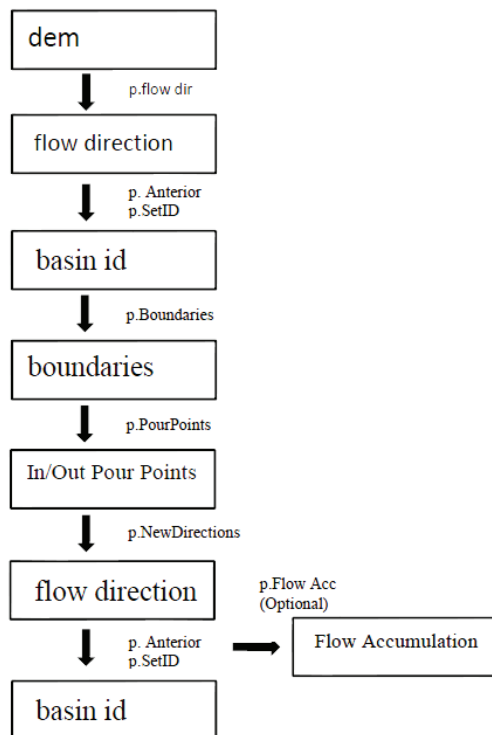 dem
p.flow dir
flow direction
p. Anterior
p.SetID
basin id
p.Boundaries
boundaries
p.PourPoints
In/Out Pour Points
p.NewDirections
flow direction
p.Flow Acc
(Optional)
p. Anterior
p.SetID
Flow Accumulation
basin id